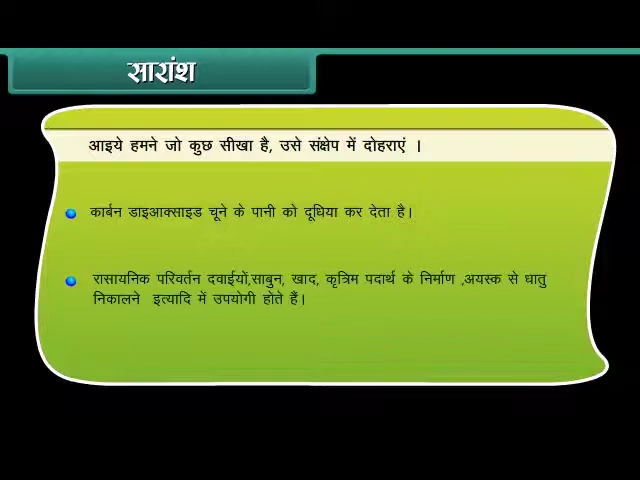 सारांश
आइये हमने जो कुछ सीखा है, उसे संक्षेप में दोहराएं ।
कार्बन डाइआक्साइड चूने के पानी को दूधिया कर देता है।
रासायनिक परिवर्तन दवाईयों,साबुन, खाद, कृत्रिम पदार्थ के निर्माण ,अयस्क से धातु
निकालने इत्यादि में उपयोगी होते हैं।